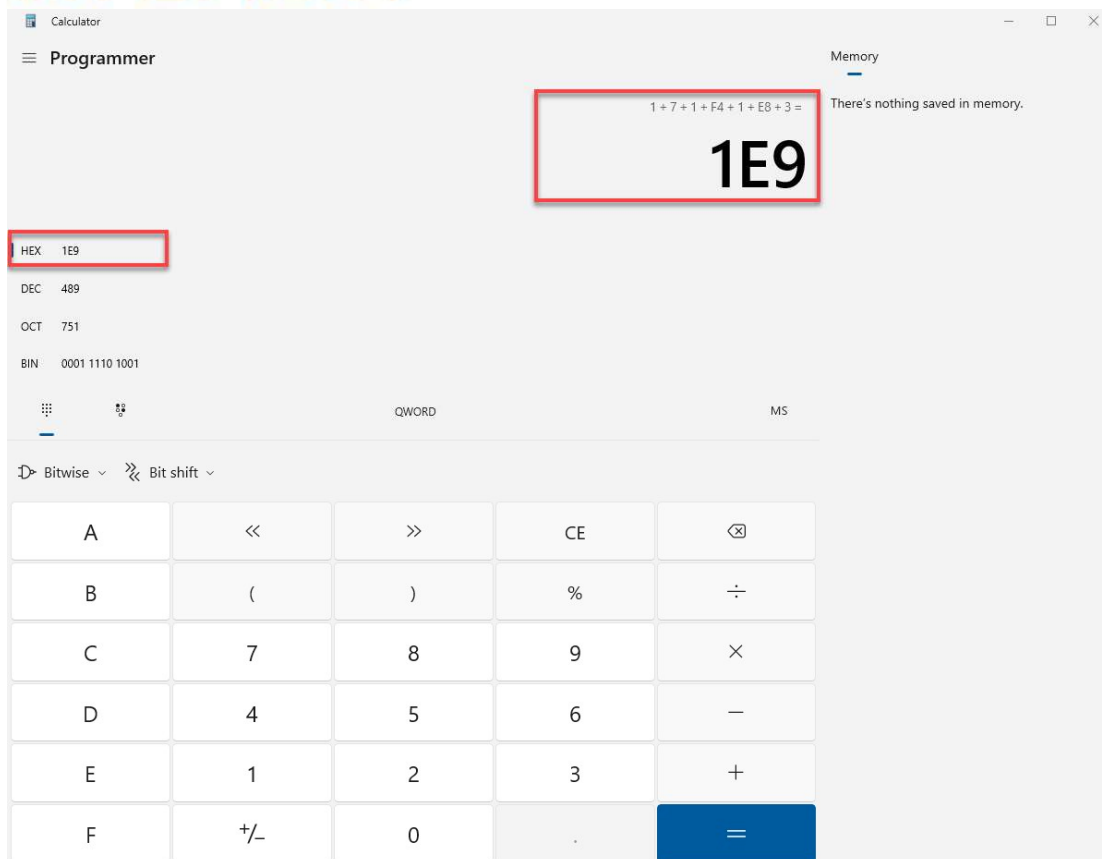 Calculator
Programmer
Memory
There's nothing saved in memory.
1 + 7 + 1 + F4 + 1 + E8 + 3 =
1E9
HEX 1E9
DEC 489
OCT 751
BIN 0001 1110 1001
QWORD MS
Bitwise Bit shift
A « » CE
B ( ) % ÷
C 7 8 9 ×
D 4 5 6 −
E 1 2 3 +
F +/− 0 . =